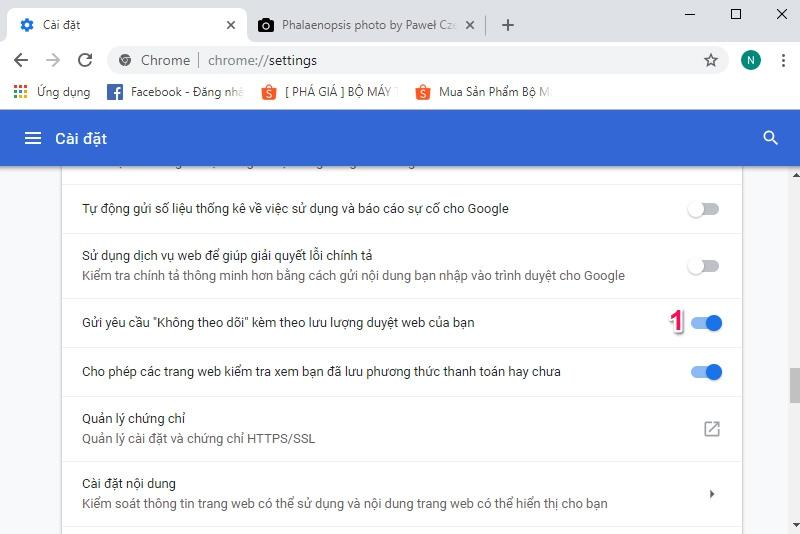 Cài đặt
Phalaenopsis photo by Paweł Cze
Chrome | chrome://settings
N
Ứng dụng
Facebook - Đăng nhậ
[ PHÁ GIÁ ] BỘ MÁY T
Mua Sản Phẩm Bộ M
Cài đặt
Tự động gửi số liệu thống kê về việc sử dụng và báo cáo sự cố cho Google
Sử dụng dịch vụ web để giúp giải quyết lỗi chính tả
Kiểm tra chính tả thông minh hơn bằng cách gửi nội dung bạn nhập vào trình duyệt cho Google
Gửi yêu cầu "Không theo dõi" kèm theo lưu lượng duyệt web của bạn
1
Cho phép các trang web kiểm tra xem bạn đã lưu phương thức thanh toán hay chưa
Quản lý chứng chỉ
Quản lý cài đặt và chứng chỉ HTTPS/SSL
Cài đặt nội dung
Kiểm soát thông tin trang web có thể sử dụng và nội dung trang web có thể hiển thị cho bạn